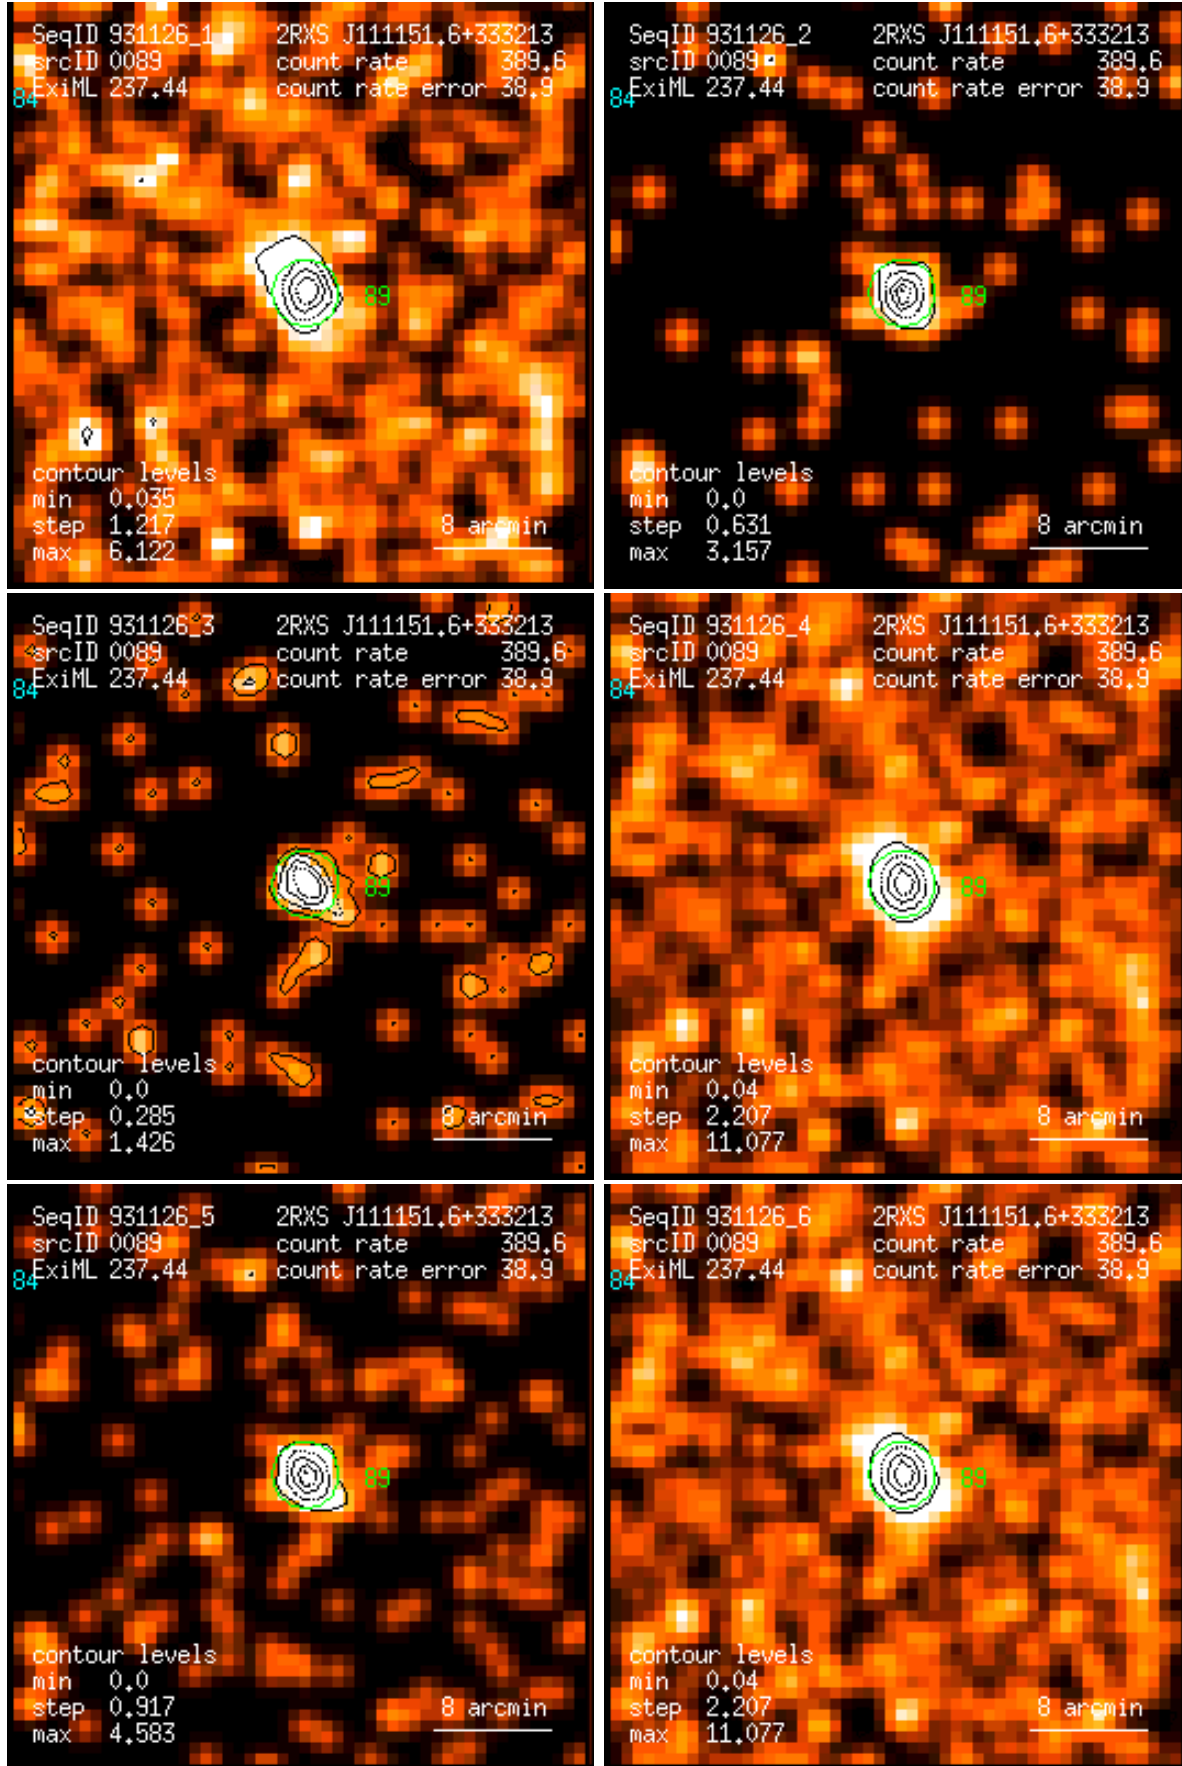 SeqID 931126_1 2RXS J111151.6+333213
srcID 0089 count rate 389.6
84 ExiML 237.44 count rate error 38.9
89
contour levels
min 0.035
step 1.217 8 arcmin
max 6.122
SeqID 931126_2 2RXS J111151.6+333213
srcID 0089 count rate 389.6
84 ExiML 237.44 count rate error 38.9
89
contour levels
min 0.0
step 0.631 8 arcmin
max 3.157
SeqID 931126_3 2RXS J111151.6+333213
srcID 0089 count rate 389.6
84 ExiML 237.44 count rate error 38.9
89
contour levels
min 0.0
step 0.285 8 arcmin
max 1.426
SeqID 931126_4 2RXS J111151.6+333213
srcID 0089 count rate 389.6
84 ExiML 237.44 count rate error 38.9
89
contour levels
min 0.04
step 2.207 8 arcmin
max 11.077
SeqID 931126_5 2RXS J111151.6+333213
srcID 0089 count rate 389.6
84 ExiML 237.44 count rate error 38.9
89
contour levels
min 0.0
step 0.917 8 arcmin
max 4.583
SeqID 931126_6 2RXS J111151.6+333213
srcID 0089 count rate 389.6
84 ExiML 237.44 count rate error 38.9
89
contour levels
min 0.04
step 2.207 8 arcmin
max 11.077